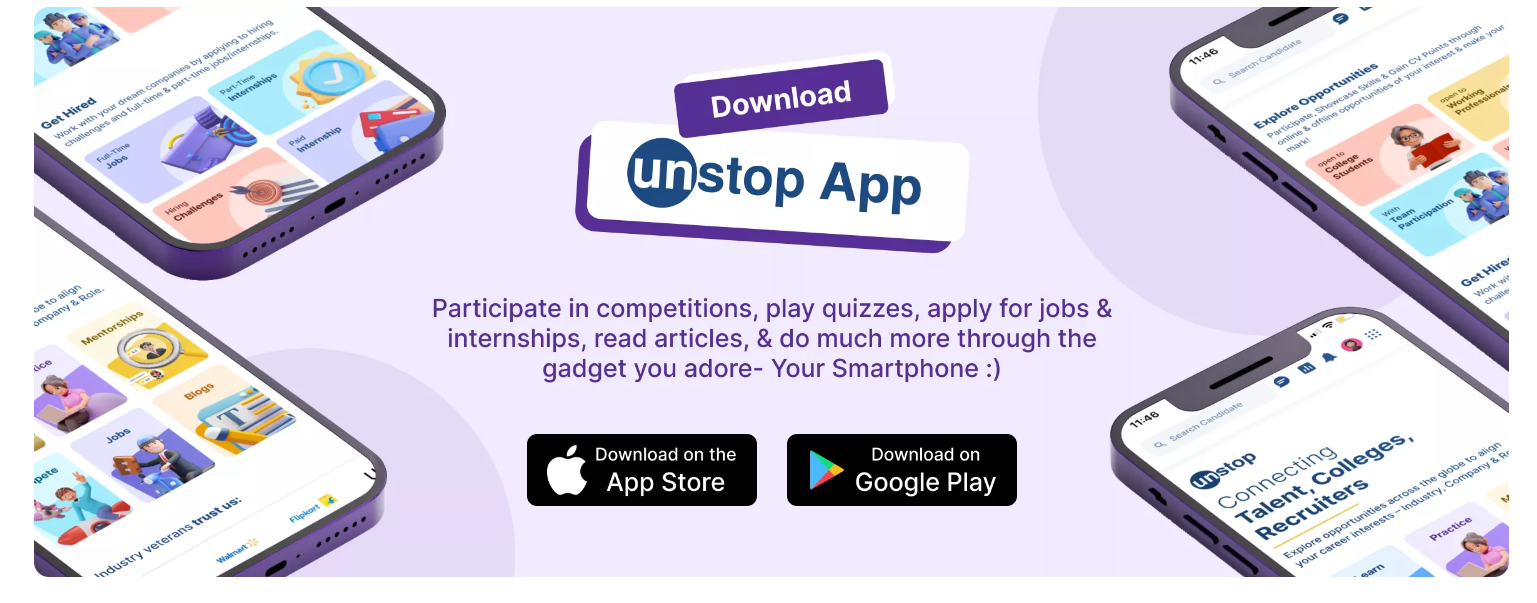 Get Hired
Work with your dream companies by applying to hiring
challenges and full-time & part-time jobs/internships.
Full-Time
Jobs
Part-Time
Internships
Hiring
Challenges
Paid
Internship
Download
unstop App
Participate in competitions, play quizzes, apply for jobs &
internships, read articles, & do much more through the
gadget you adore- Your Smartphone :)
Download on the
App Store
Download on
Google Play
11:46
Search Candidate
Explore Opportunities
Participate, Showcase Skills & Gain CV Points through
online & offline opportunities of your interest & make your
mark!
open to
College
Students
open to
Working
Professionals
With
Team
Participation
Get Hired
Work wi
challe
be to align
ompany & Role.
Mentorships
ice
Blogs
Jobs
pete
Industry veterans trust us:
Walmart
Flipkart
11:46
Search Candidate
unstop
Connecting
Talent, Colleges,
Recruiters
Explore opportunities across the globe to align
your career interests – Industry, Company & Ro
Practice
Learn